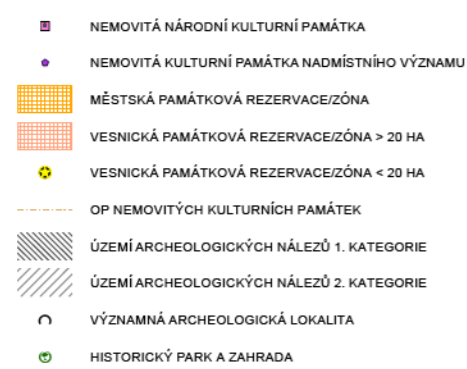 NEMOVITÁ NÁRODNÍ KULTURNÍ PAMÁTKA
NEMOVITÁ KULTURNÍ PAMÁTKA NADMÍSTNÍHO VÝZNAMU
MĚSTSKÁ PAMÁTKOVÁ REZERVACE/ZÓNA
VESNICKÁ PAMÁTKOVÁ REZERVACE/ZÓNA > 20 HA
VESNICKÁ PAMÁTKOVÁ REZERVACE/ZÓNA < 20 HA
OP NEMOVITÝCH KULTURNÍCH PAMÁTEK
ÚZEMÍ ARCHEOLOGICKÝCH NÁLEZŮ 1. KATEGORIE
ÚZEMÍ ARCHEOLOGICKÝCH NÁLEZŮ 2. KATEGORIE
VÝZNAMNÁ ARCHEOLOGICKÁ LOKALITA
HISTORICKÝ PARK A ZAHRADA